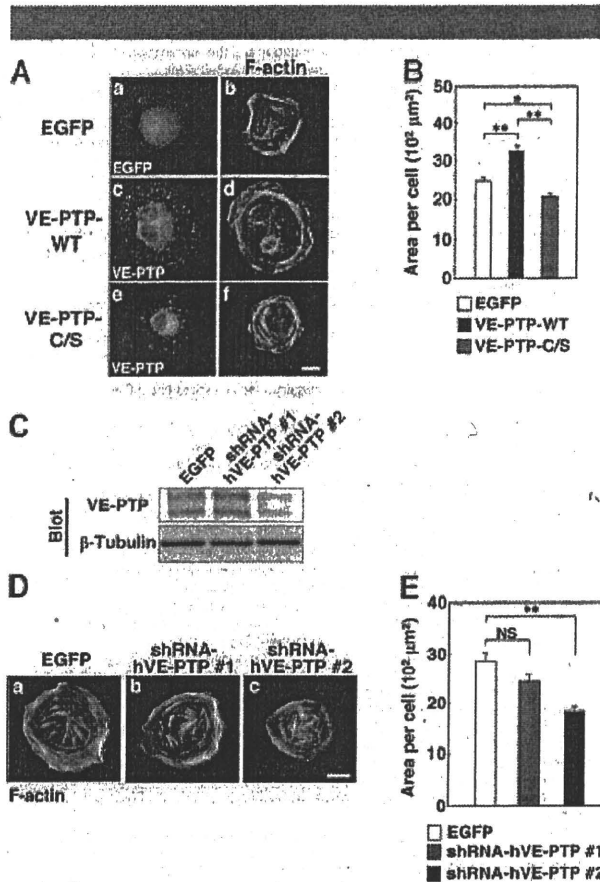 A
F-actin
B
EGFP
a
b
EGFP
VE-PTP-
WT
c
d
VE-PTP
VE-PTP-
C/S
e
f
VE-PTP
Area per cell (10² µm²)
50
40
30
20
10
0
*
**
**
*
EGFP
VE-PTP-WT
VE-PTP-C/S
C
EGFP
shRNA-
hVE-PTP #1
shRNA-
hVE-PTP #2
Blot
VE-PTP
β-Tubulin
D
EGFP
shRNA-
hVE-PTP #1
shRNA-
hVE-PTP #2
a
b
c
F-actin
E
Area per cell (10² µm²)
40
30
20
10
0
**
NS
EGFP
shRNA-hVE-PTP #1
shRNA-hVE-PTP #2